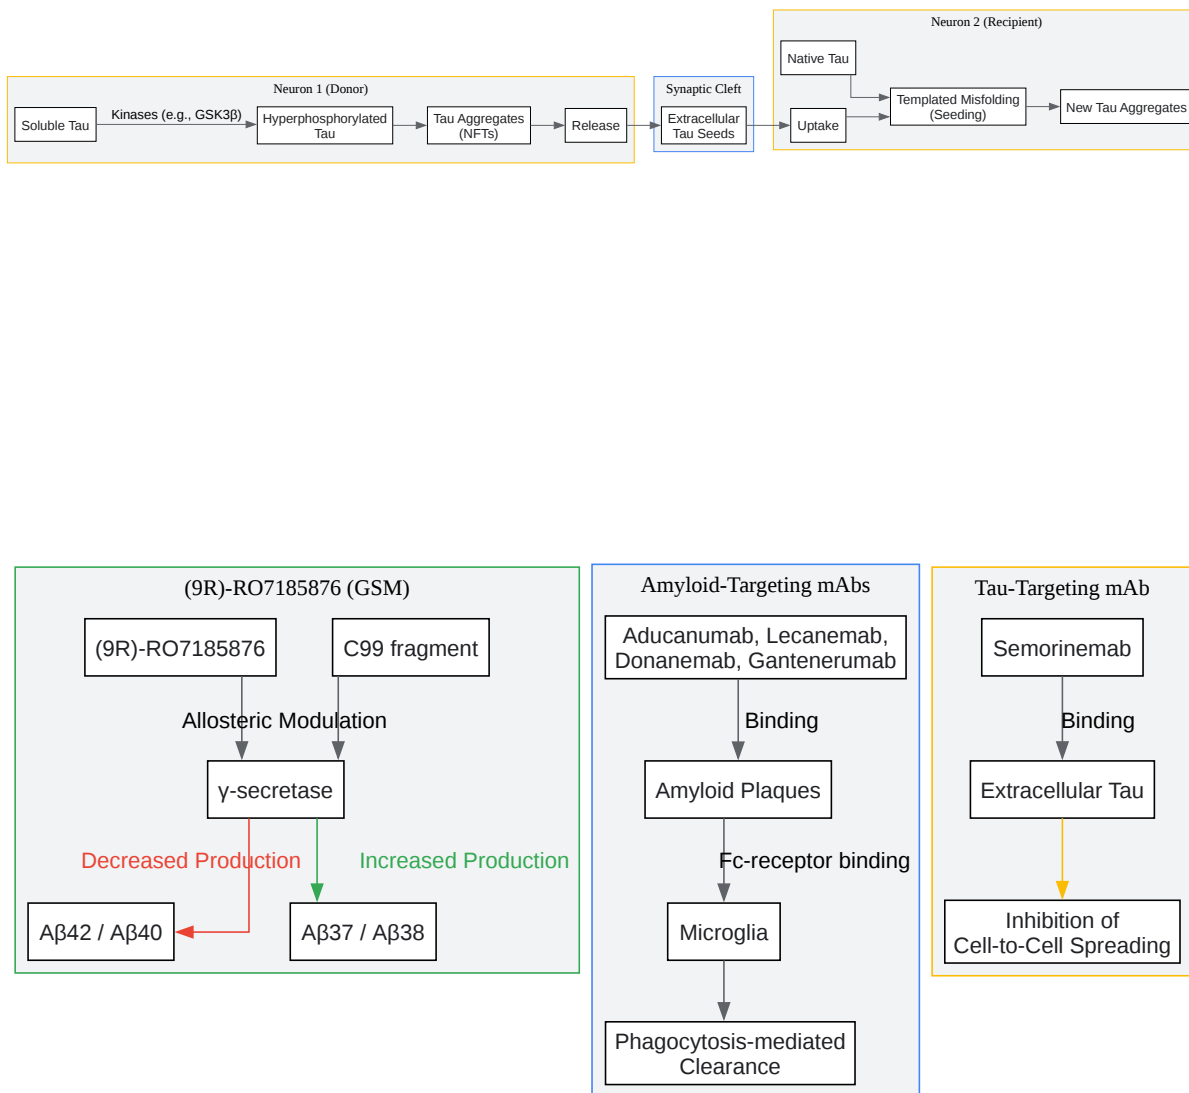 Neuron 2 (Recipient)
Native Tau
Neuron 1 (Donor)
Synaptic Cleft
Soluble Tau
Kinases (e.g., GSK3β)
Hyperphosphorylated
Tau
Tau Aggregates
(NFTs)
Release
Extracellular
Tau Seeds
Uptake
Templated Misfolding
(Seeding)
New Tau Aggregates
(9R)-RO7185876 (GSM)
(9R)-RO7185876
C99 fragment
Allosteric Modulation
γ-secretase
Decreased Production
Increased Production
Aβ42 / Aβ40
Aβ37 / Aβ38
Amyloid-Targeting mAbs
Aducanumab, Lecanemab,
Donanemab, Gantenerumab
Binding
Amyloid Plaques
Fc-receptor binding
Microglia
Phagocytosis-mediated
Clearance
Tau-Targeting mAb
Semorinemab
Binding
Extracellular Tau
Inhibition of
Cell-to-Cell Spreading